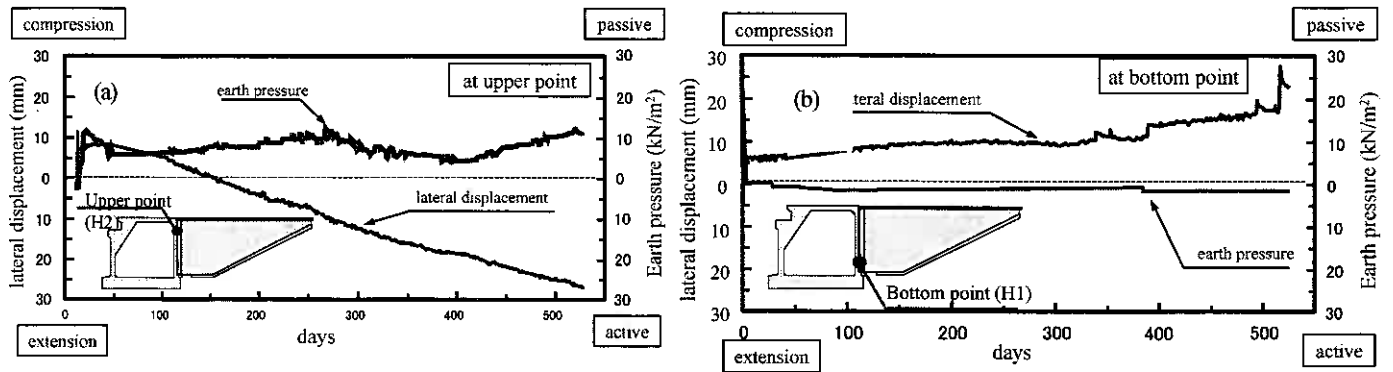 compression
passive
30
30
(a)
at upper point
earth pressure
20
20
10
10
0
0
Upper point
(H2)
lateral displacement
10
10
20
20
30
30
0
100
200
300
400
500
lateral displacement (mm)
Earth pressure (kN/m²)
extension
days
active
compression
passive
30
30
(b)
at bottom point
teral displacement
20
20
10
10
0
0
10
10
earth pressure
20
20
Bottom point (H1)
30
30
0
100
200
300
400
500
lateral displacement (mm)
Earth pressure (kN/m²)
extension
days
active